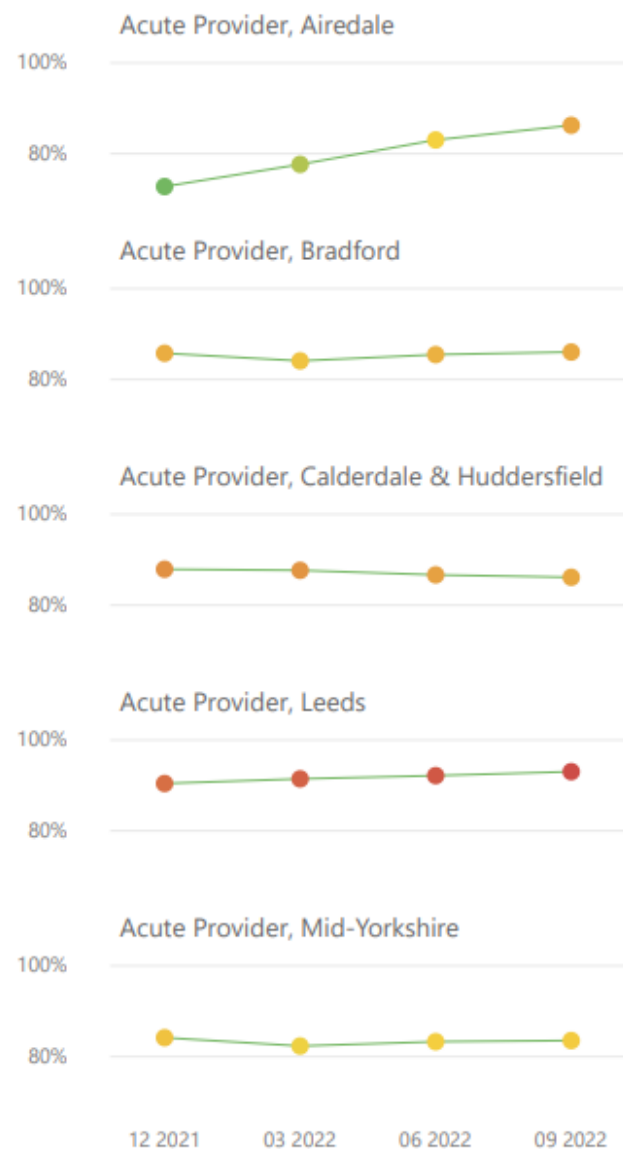 Acute Provider, Airedale
100%
80%
Acute Provider, Bradford
100%
80%
Acute Provider, Calderdale & Huddersfield
100%
80%
Acute Provider, Leeds
100%
80%
Acute Provider, Mid-Yorkshire
100%
80%
12 2021 03 2022 06 2022 09 2022